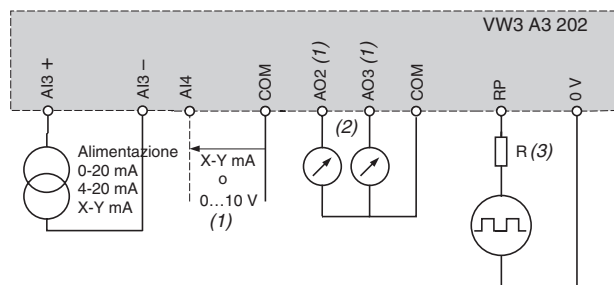 VW3 A3 202
AI3 +
AI3 –
AI4
COM
AO2 (1)
AO3 (1)
COM
RP
0 V
Alimentazione
0-20 mA
4-20 mA
X-Y mA
X-Y mA
o
0...10 V
(1)
(2)
R (3)